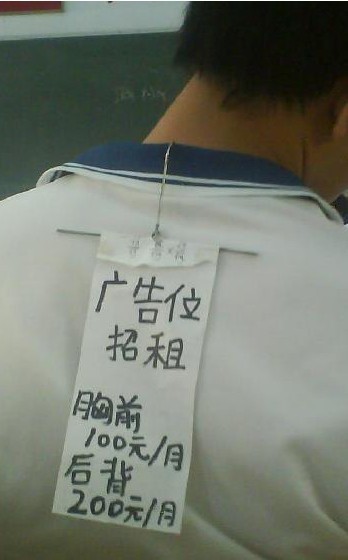 广告位
招租
胸前
100元/月
后背
200元/月